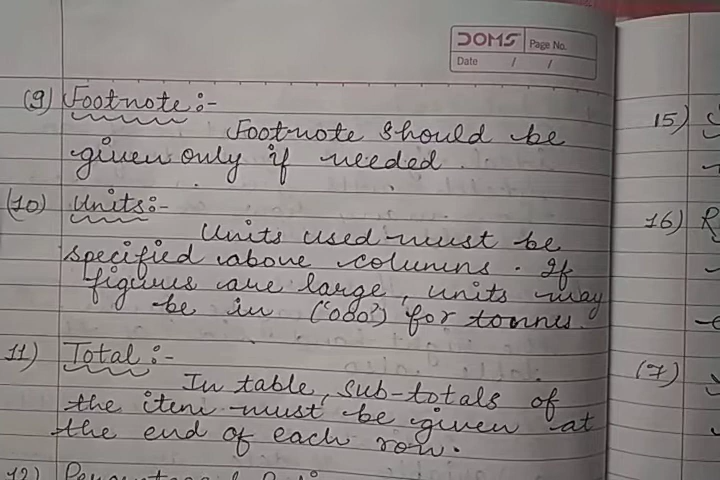 DOMS Page No.
Date / /
(9) Footnote:-
Footnote should be
given only if needed.
(10) Units:-
Units used must be
specified above columns. If
figures are large, units may
be in ('000') for tonnes.
11) Total:-
In table, sub-totals of
the item must be given at
the end of each row.
12)
15)
16) R
(7)